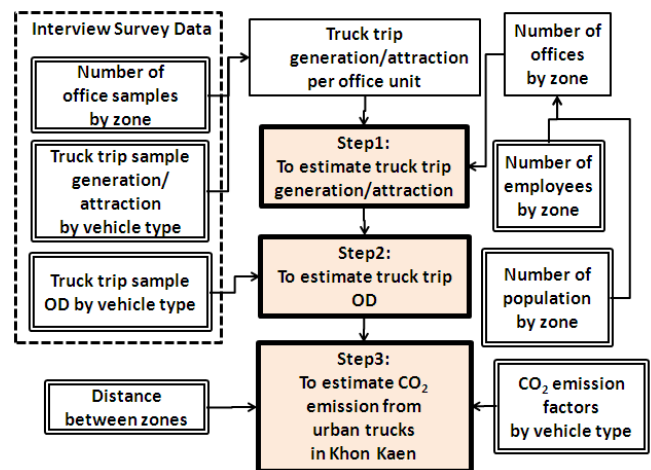 Interview Survey Data
Number of
office samples
by zone
Truck trip sample
generation/
attraction
by vehicle type
Truck trip sample
OD by vehicle type
Truck trip
generation/attraction
per office unit
Number of
offices
by zone
Step1:
To estimate truck trip
generation/attraction
Number of
employees
by zone
Step2:
To estimate truck trip
OD
Number of
population
by zone
Step3:
To estimate CO₂
emission from
urban trucks
in Khon Kaen
Distance
between zones
CO₂ emission
factors
by vehicle type